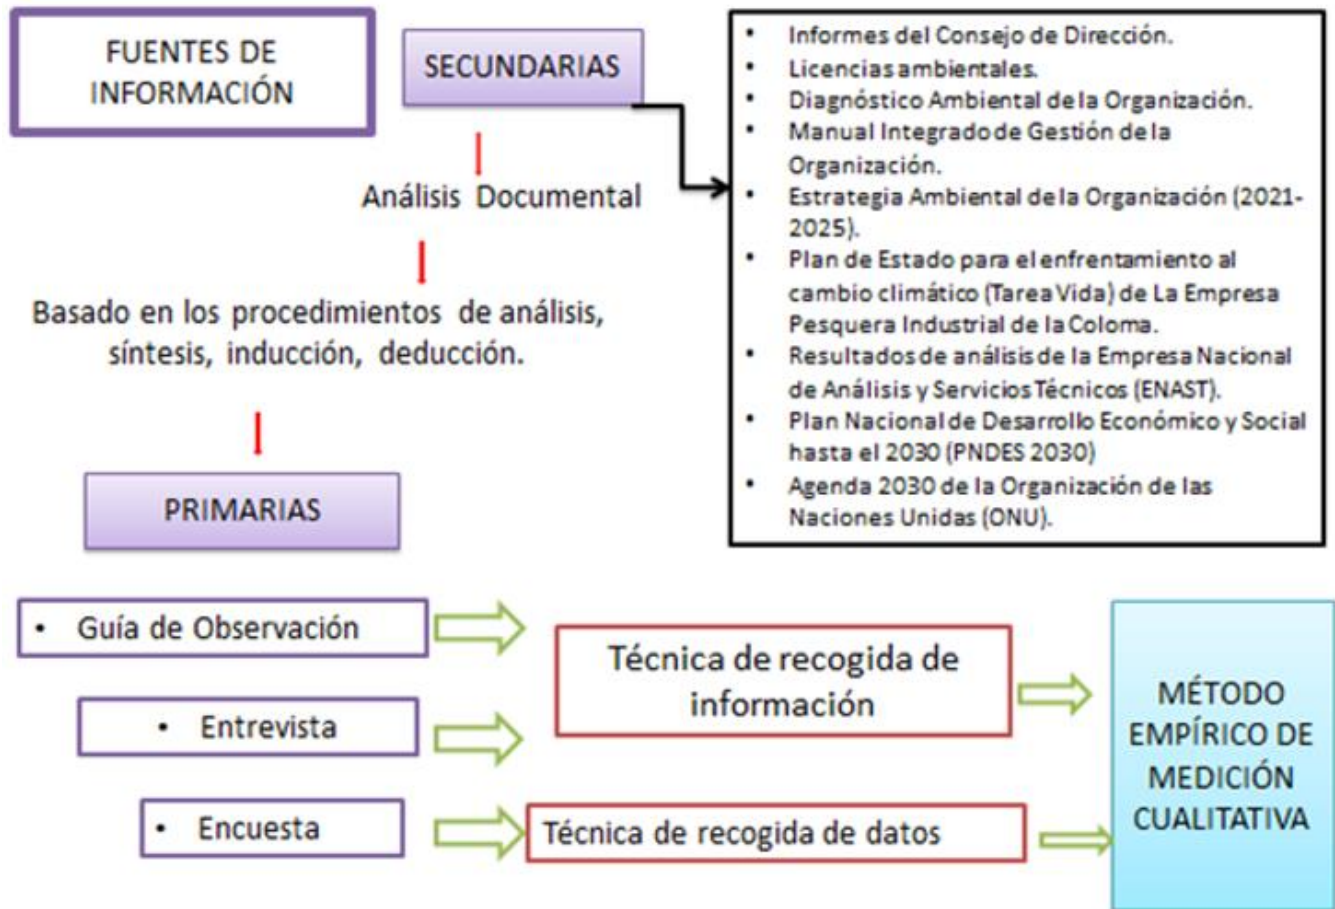 FUENTES DE
INFORMACIÓN
SECUNDARIAS
Análisis Documental
Basado en los procedimientos de análisis,
síntesis, inducción, deducción.
• Informes del Consejo de Dirección.
• Licencias ambientales.
• Diagnóstico Ambiental de la Organización.
• Manual Integrado de Gestión de la
Organización.
• Estrategia Ambiental de la Organización (2021-
2025).
• Plan de Estado para el enfrentamiento al
cambio climático (Tarea Vida) de La Empresa
Pesquera Industrial de la Coloma.
• Resultados de análisis de la Empresa Nacional
de Análisis y Servicios Técnicos (ENAST).
• Plan Nacional de Desarrollo Económico y Social
hasta el 2030 (PNDES 2030)
• Agenda 2030 de la Organización de las
Naciones Unidas (ONU).
PRIMARIAS
• Guía de Observación
• Entrevista
• Encuesta
Técnica de recogida de
información
Técnica de recogida de datos
MÉTODO
EMPÍRICO DE
MEDICIÓN
CUALITATIVA